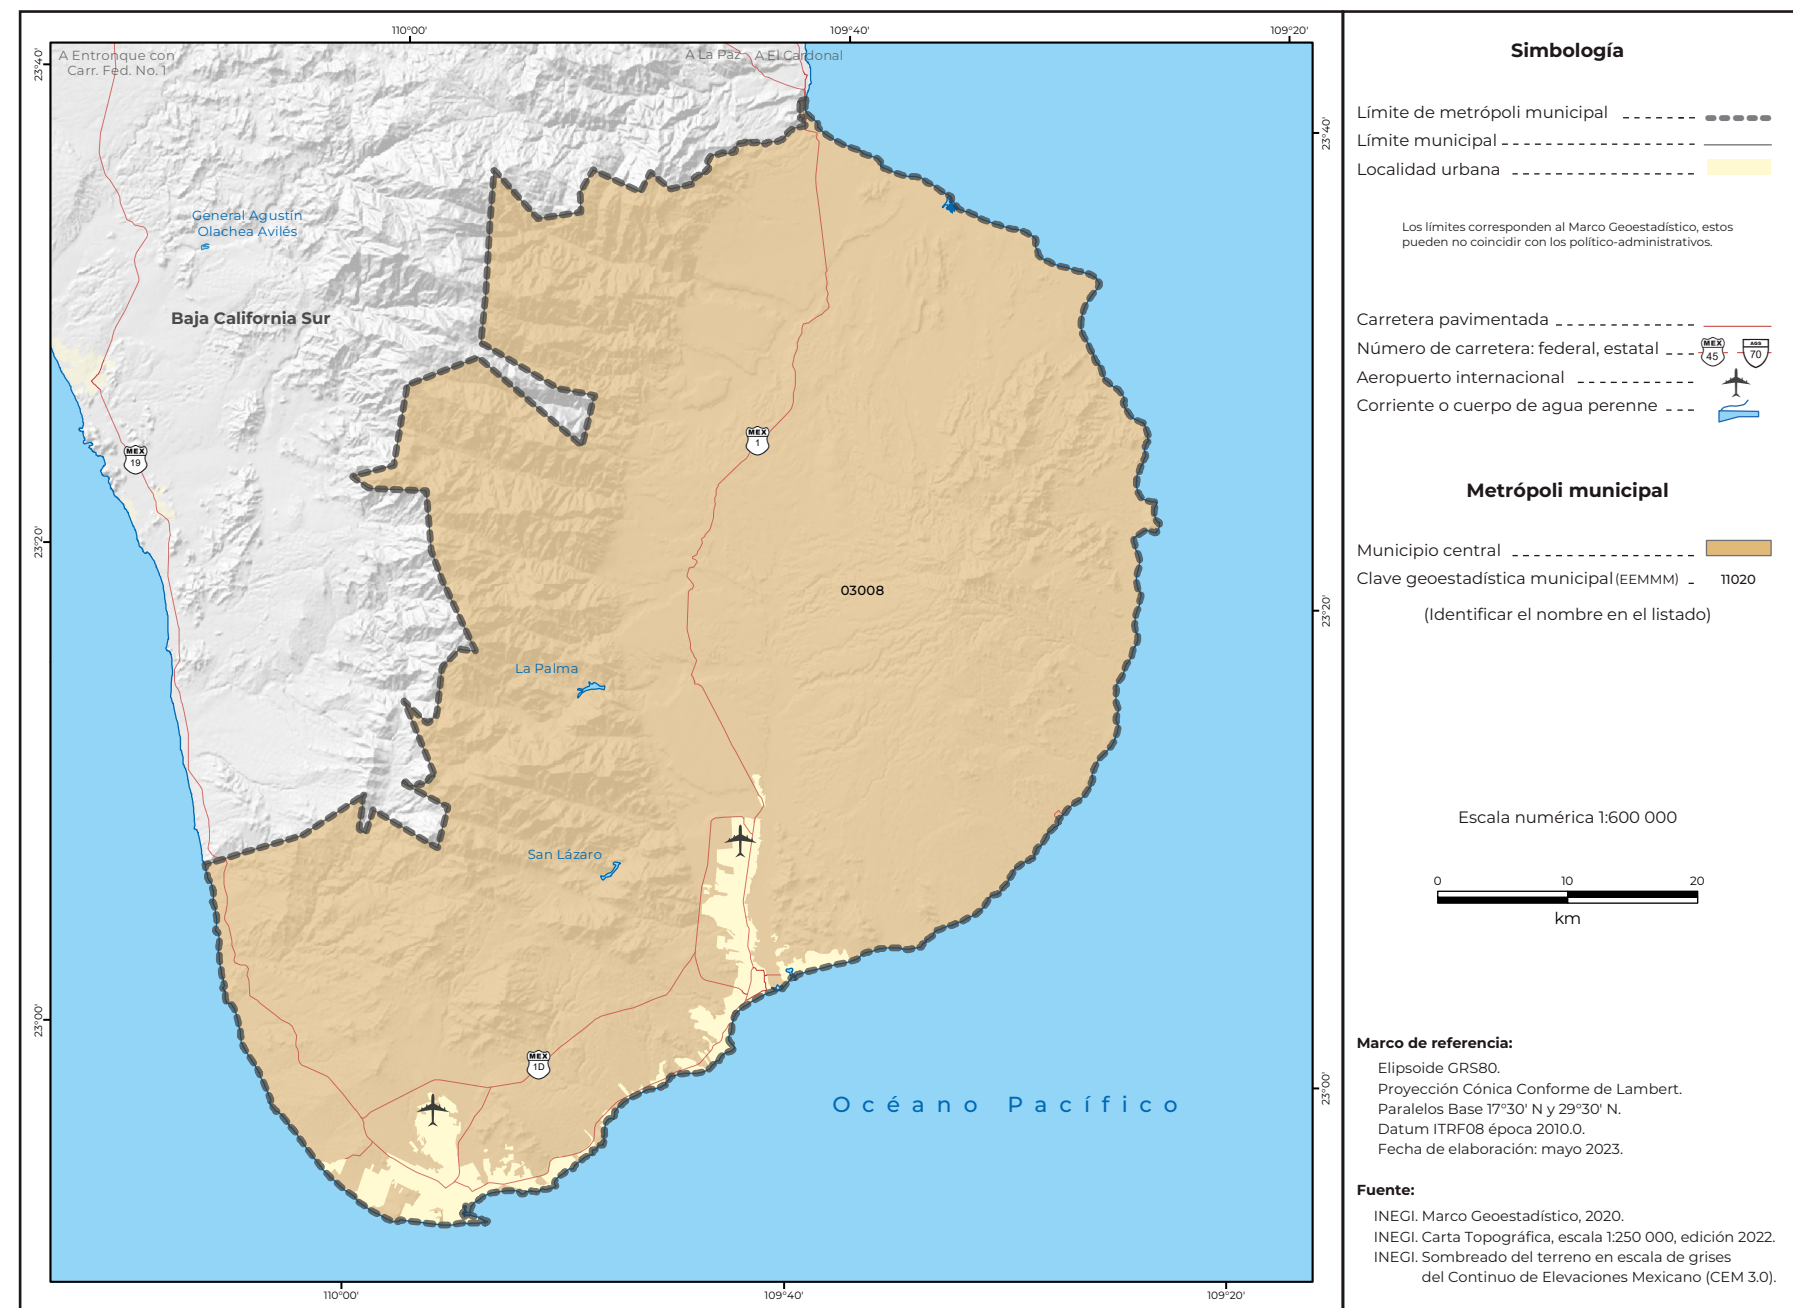 110°00'
109°40'
109°20'
A Entronque con
Carr. Fed. No. 1
A La Paz
A El Cardonal
23°40'
23°40'
General Agustín
Olachea Avilés
Baja California Sur
MEX
19
MEX
1
23°20'
23°20'
03008
La Palma
San Lázaro
23°00'
23°00'
MEX
1D
Océano Pacífico
110°00'
109°40'
109°20'
Simbología
Límite de metrópoli municipal
Límite municipal
Localidad urbana
Los límites corresponden al Marco Geoestadístico, estos
pueden no coincidir con los político-administrativos.
Carretera pavimentada
Número de carretera: federal, estatal
MEX
45
AGS
70
Aeropuerto internacional
Corriente o cuerpo de agua perenne
Metrópoli municipal
Municipio central
Clave geoestadística municipal (EEMMM) 11020
(Identificar el nombre en el listado)
Escala numérica 1:600 000
0 10 20
km
Marco de referencia:
Elipsoide GRS80.
Proyección Cónica Conforme de Lambert.
Paralelos Base 17°30' N y 29°30' N.
Datum ITRF08 época 2010.0.
Fecha de elaboración: mayo 2023.
Fuente:
INEGI. Marco Geoestadístico, 2020.
INEGI. Carta Topográfica, escala 1:250 000, edición 2022.
INEGI. Sombreado del terreno en escala de grises
del Continuo de Elevaciones Mexicano (CEM 3.0).